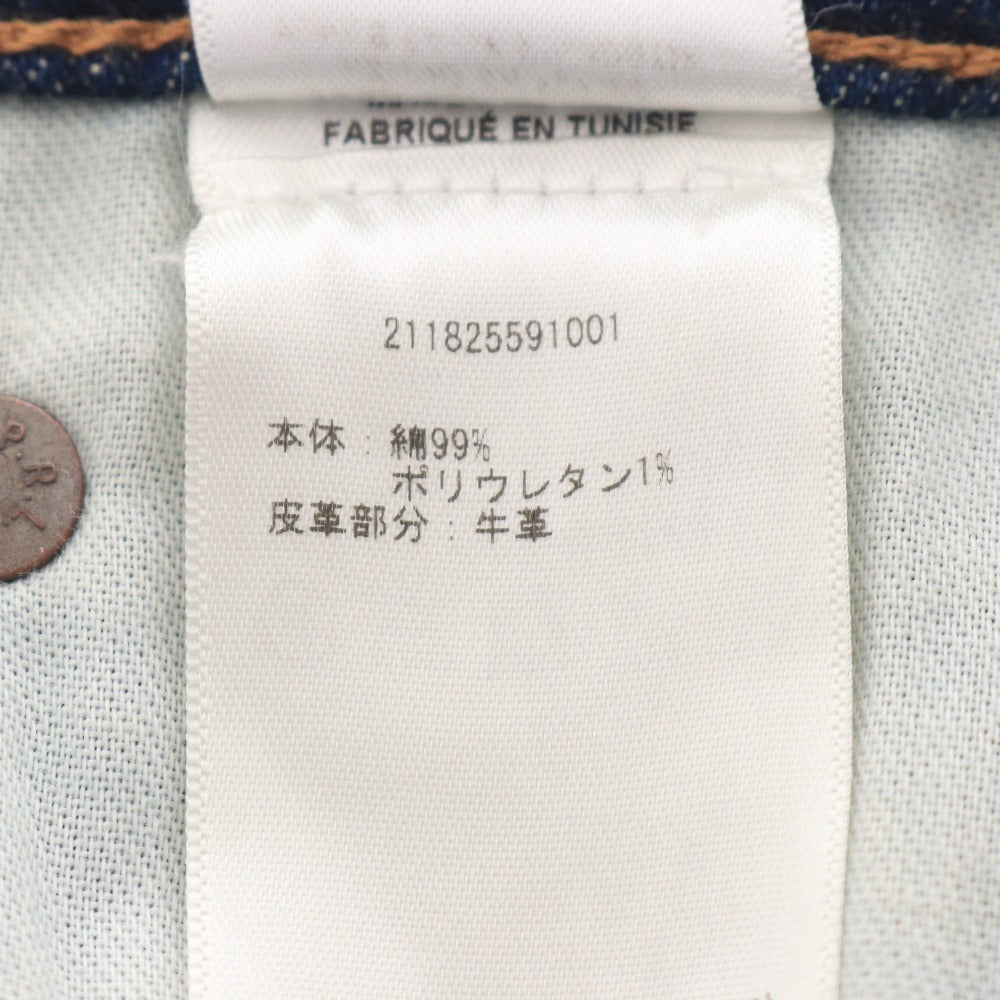 FABRIQUÉ EN TUNISIE
211825591001
本体:綿99%
ポリウレタン1%
皮革部分:牛革
P.R.